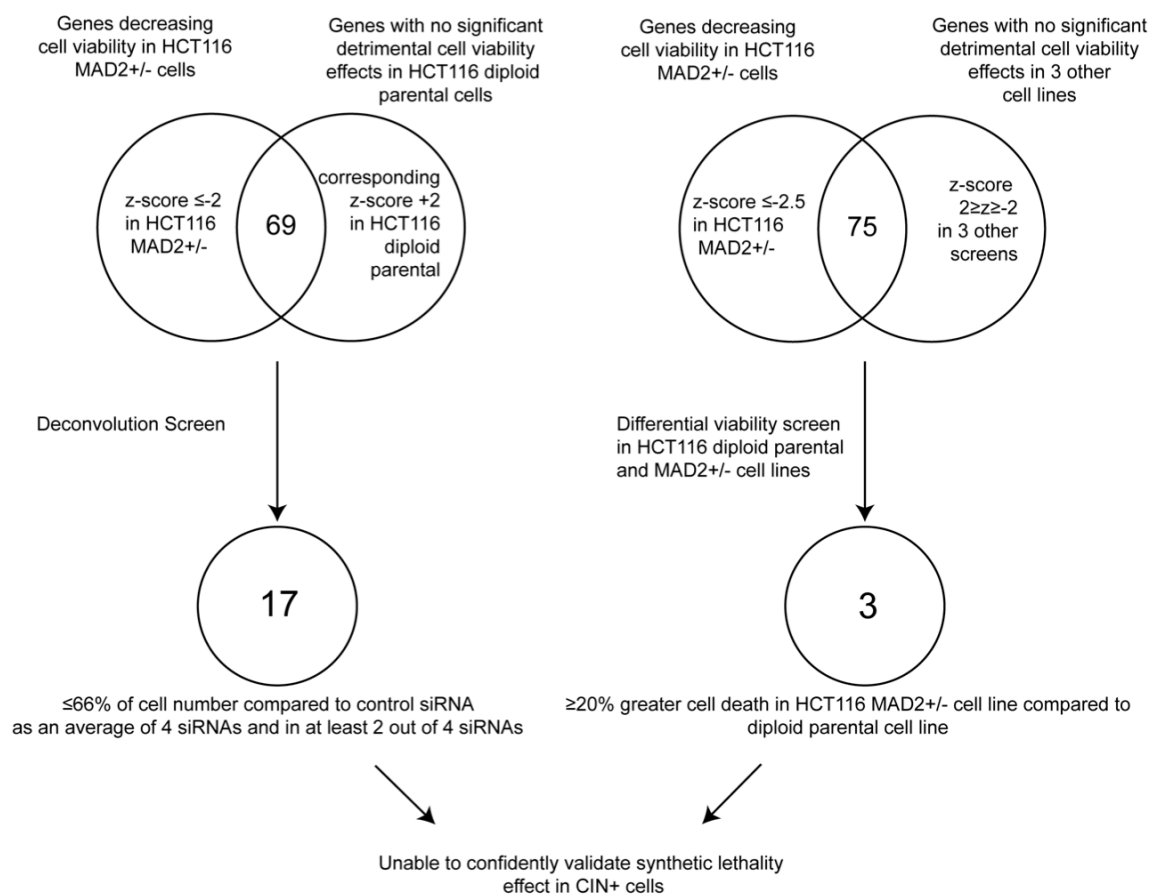 Genes decreasing
cell viability in HCT116
MAD2+/- cells
Genes with no significant
detrimental cell viability
effects in HCT116 diploid
parental cells
z-score ≤-2
in HCT116
MAD2+/-
69
corresponding
z-score +2
in HCT116
diploid
parental
Deconvolution Screen
17
≤66% of cell number compared to control siRNA
as an average of 4 siRNAs and in at least 2 out of 4 siRNAs
Genes decreasing
cell viability in HCT116
MAD2+/- cells
Genes with no significant
detrimental cell viability
effects in 3 other
cell lines
z-score ≤-2.5
in HCT116
MAD2+/-
75
z-score
2≥z≥-2
in 3 other
screens
Differential viability screen
in HCT116 diploid parental
and MAD2+/- cell lines
3
≥20% greater cell death in HCT116 MAD2+/- cell line compared to
diploid parental cell line
Unable to confidently validate synthetic lethality
effect in CIN+ cells